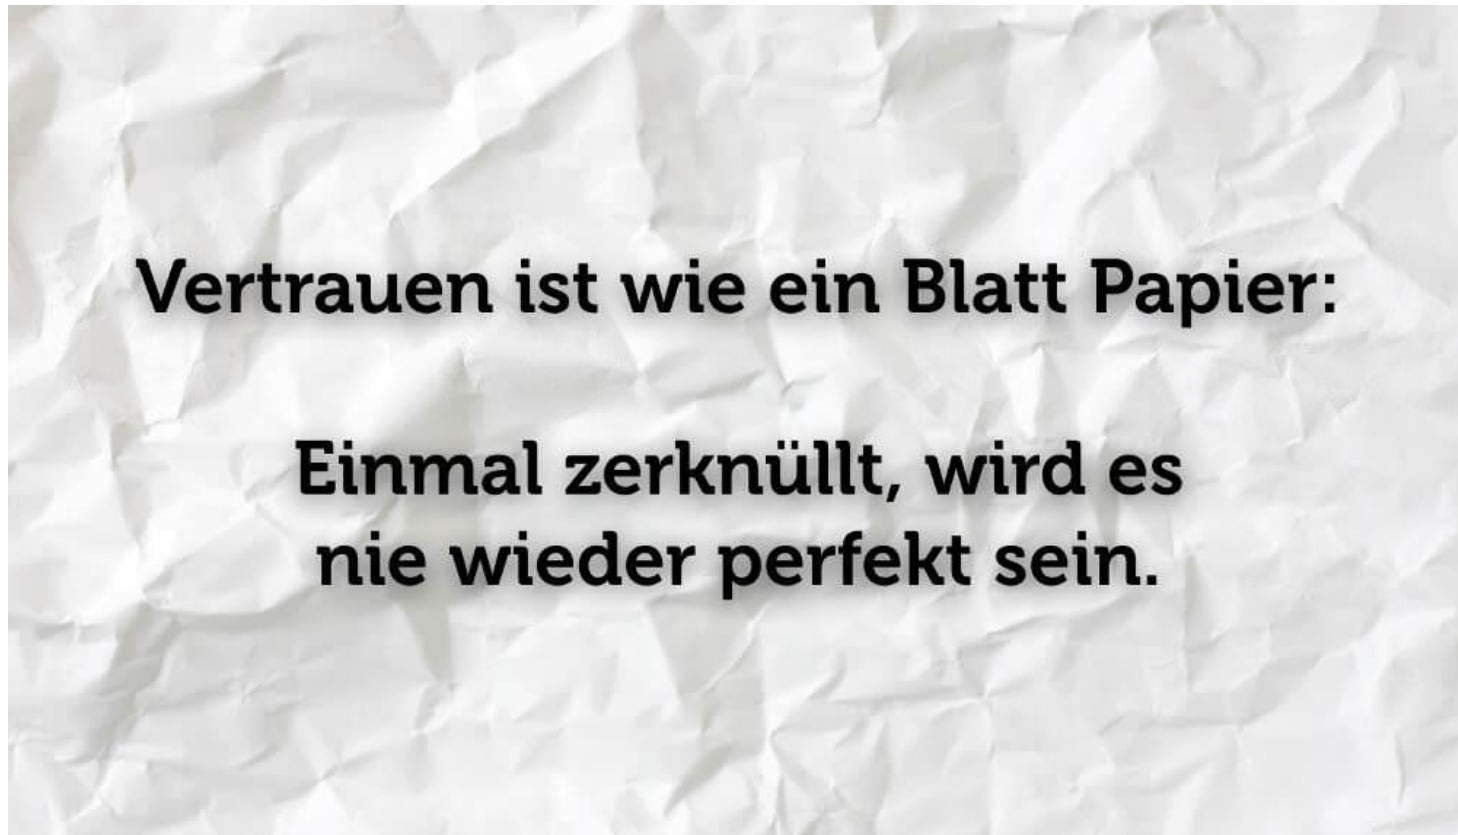 Vertrauen ist wie ein Blatt Papier:
Einmal zerknüllt, wird es
nie wieder perfekt sein.